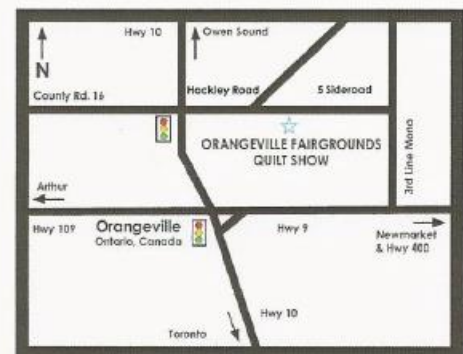 Hwy 10
Owen Sound
N
County Rd. 16
Hockley Road
5 Sideroad
ORANGEVILLE FAIRGROUNDS
QUILT SHOW
3rd Line Mono
Arthur
Hwy 109
Orangeville
Ontario, Canada
Hwy 9
Newmarket
& Hwy 400
Hwy 10
Toronto